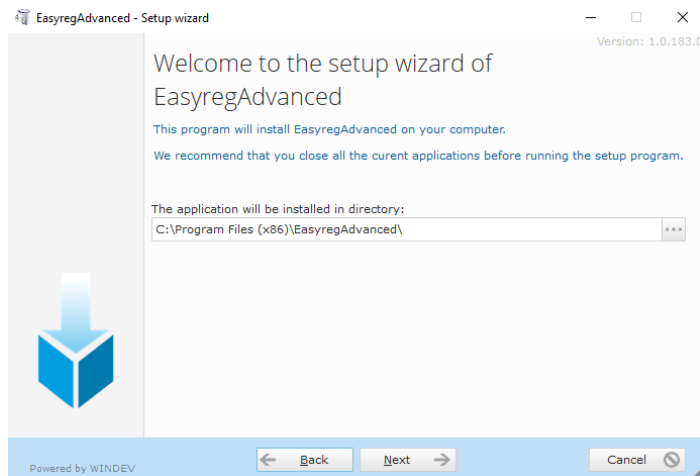 EasyregAdvanced - Setup wizard
Version: 1.0.183.0
Welcome to the setup wizard of
EasyregAdvanced
This program will install EasyregAdvanced on your computer.
We recommend that you close all the curent applications before running the setup program.
The application will be installed in directory:
C:\Program Files (x86)\EasyregAdvanced\
...
Powered by WINDEV
Back
Next
Cancel